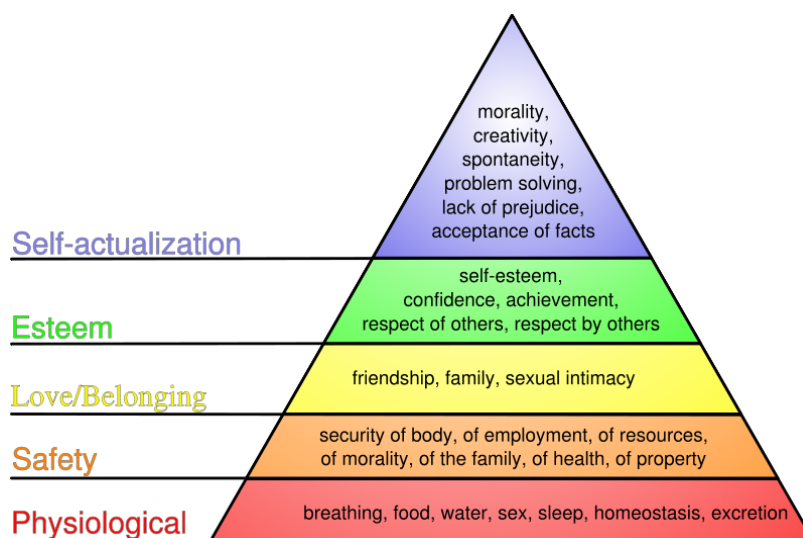 morality,
creativity,
spontaneity,
problem solving,
lack of prejudice,
acceptance of facts
Self-actualization
self-esteem,
confidence, achievement,
respect of others, respect by others
Esteem
friendship, family, sexual intimacy
Love/Belonging
security of body, of employment, of resources,
of morality, of the family, of health, of property
Safety
breathing, food, water, sex, sleep, homeostasis, excretion
Physiological